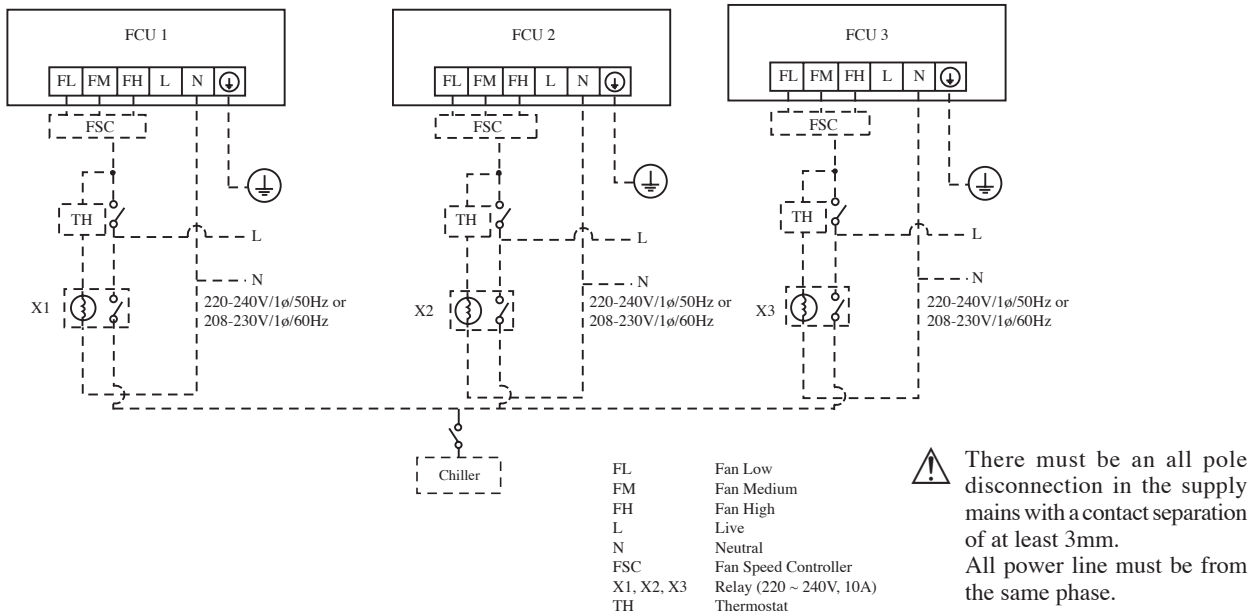 FCU 1
FCU 2
FCU 3
FL FM FH L N
FL FM FH L N
FL FM FH L N
FSC
FSC
FSC
TH
TH
TH
L
L
L
N
N
N
X1
X2
X3
220-240V/1ø/50Hz or
208-230V/1ø/60Hz
220-240V/1ø/50Hz or
208-230V/1ø/60Hz
220-240V/1ø/50Hz or
208-230V/1ø/60Hz
Chiller
FL Fan Low
FM Fan Medium
FH Fan High
L Live
N Neutral
FSC Fan Speed Controller
X1, X2, X3 Relay (220 ~ 240V, 10A)
TH Thermostat
There must be an all pole
disconnection in the supply
mains with a contact separation
of at least 3mm.
All power line must be from
the same phase.